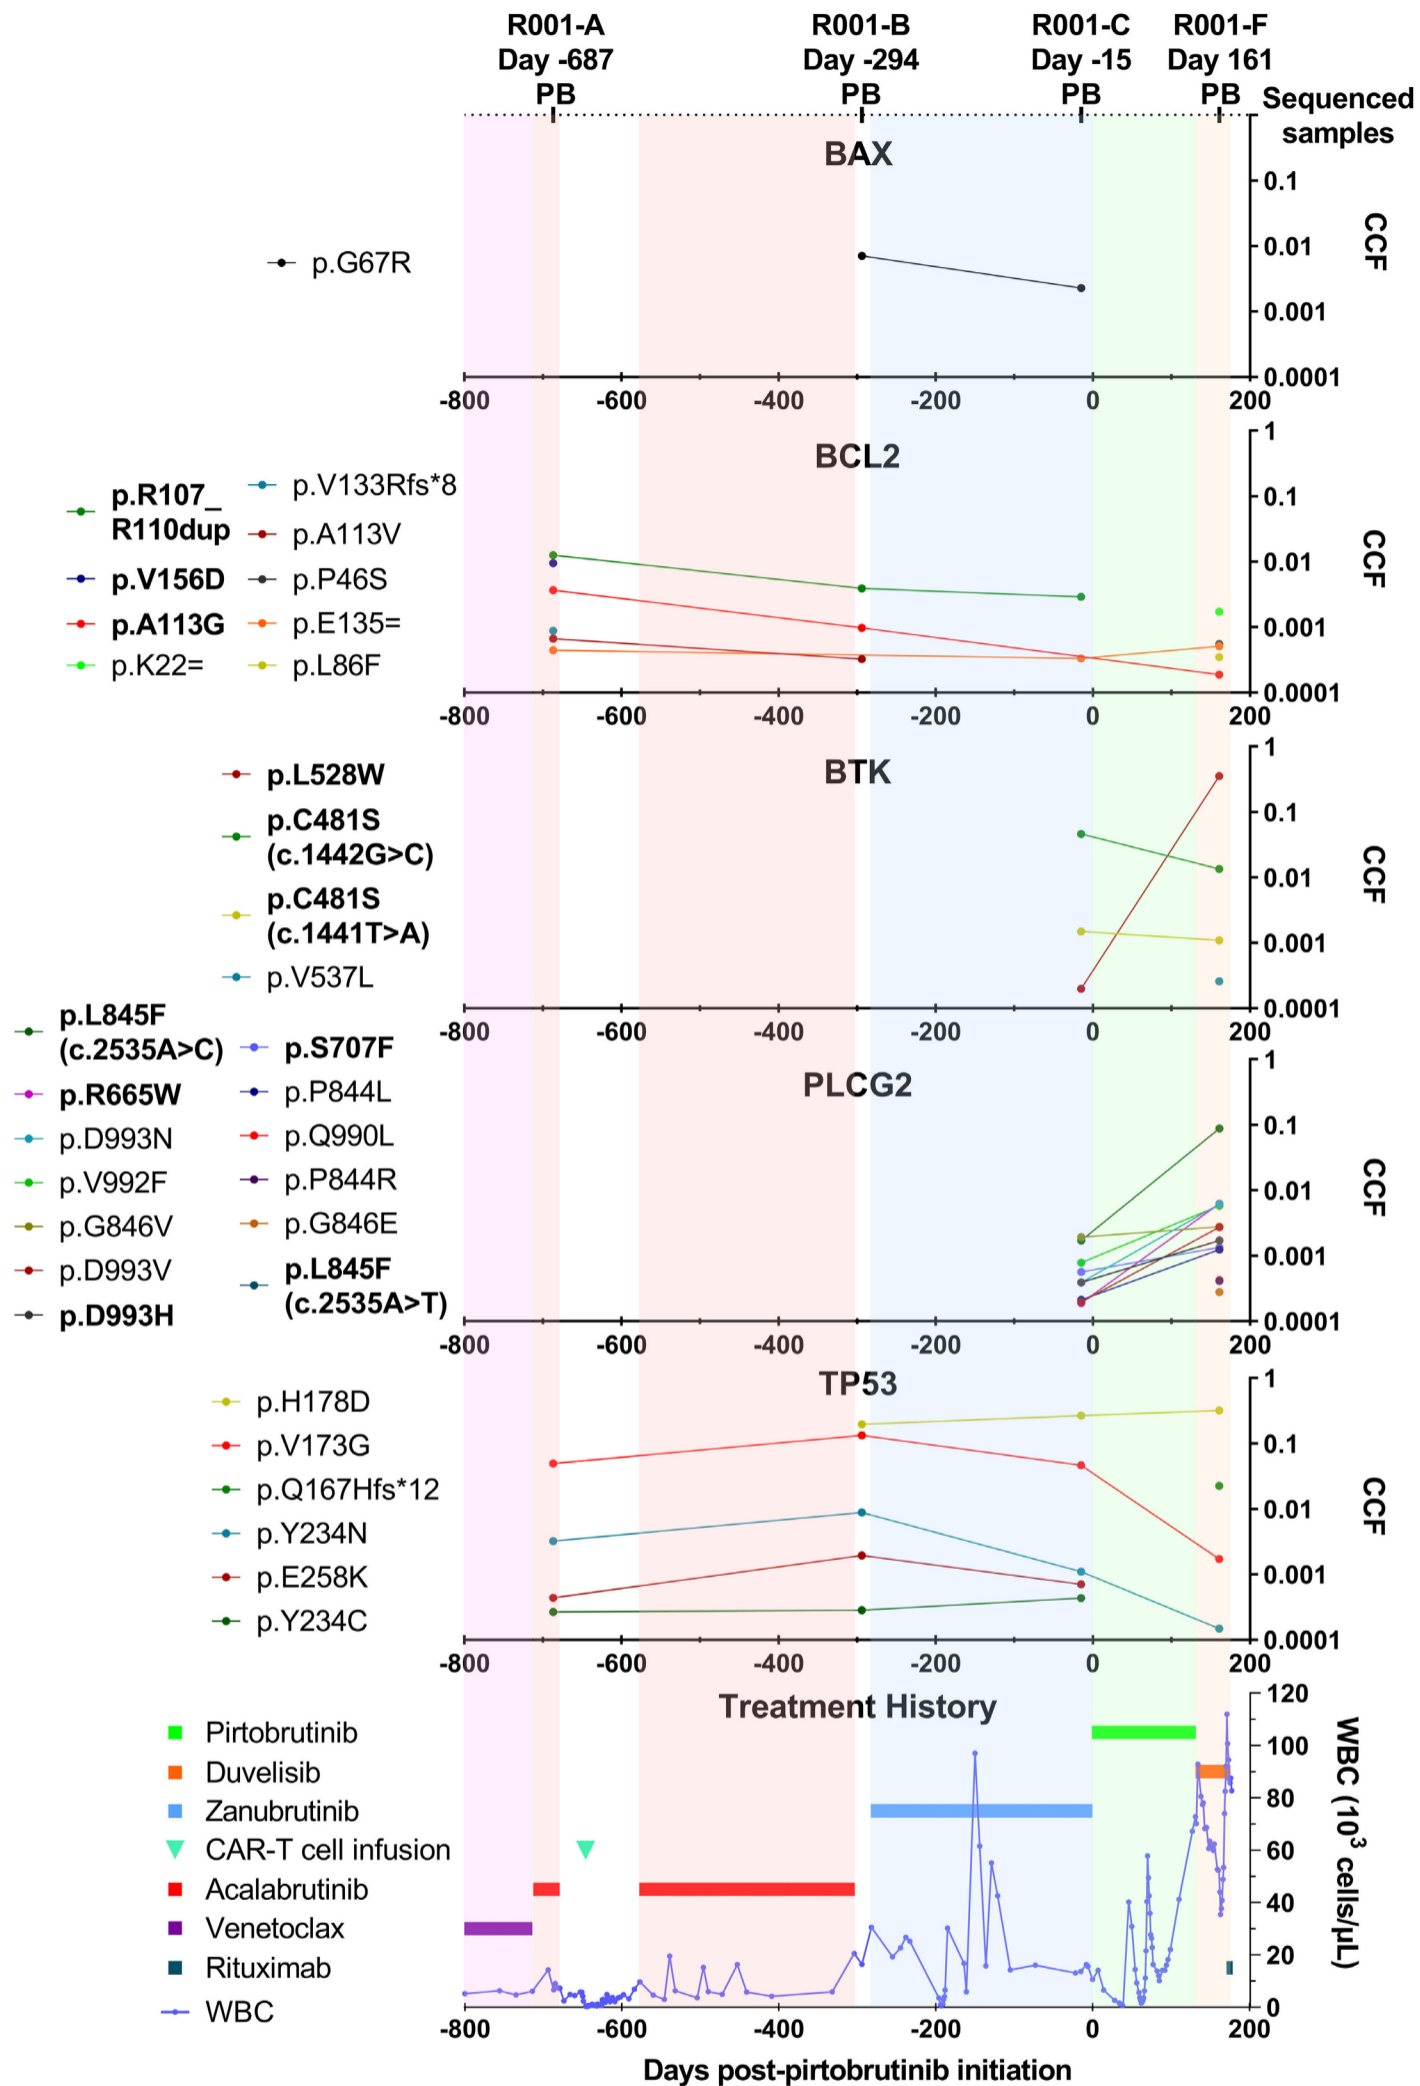 R001-A R001-B R001-C R001-F
Day -687 Day -294 Day -15 Day 161
PB PB PB PB Sequenced
samples
BAX
0.1
0.01
0.001
0.0001
CCF
p.G67R
-800 -600 -400 -200 0 200
BCL2
1
0.1
0.01
0.001
0.0001
CCF
p.R107_
R110dup
p.V156D
p.A113G
p.K22=
p.V133Rfs*8
p.A113V
p.P46S
p.E135=
p.L86F
-800 -600 -400 -200 0 200
BTK
1
0.1
0.01
0.001
0.0001
CCF
p.L528W
p.C481S
(c.1442G>C)
p.C481S
(c.1441T>A)
p.V537L
-800 -600 -400 -200 0 200
PLCG2
1
0.1
0.01
0.001
0.0001
CCF
p.L845F
(c.2535A>C)
p.R665W
p.D993N
p.V992F
p.G846V
p.D993V
p.D993H
p.S707F
p.P844L
p.Q990L
p.P844R
p.G846E
p.L845F
(c.2535A>T)
-800 -600 -400 -200 0 200
TP53
1
0.1
0.01
0.001
0.0001
CCF
p.H178D
p.V173G
p.Q167Hfs*12
p.Y234N
p.E258K
p.Y234C
-800 -600 -400 -200 0 200
Treatment History
120
100
80
60
40
20
0
WBC (10³ cells/µL)
Pirtobrutinib
Duvelisib
Zanubrutinib
CAR-T cell infusion
Acalabrutinib
Venetoclax
Rituximab
WBC
-800 -600 -400 -200 0 200
Days post-pirtobrutinib initiation